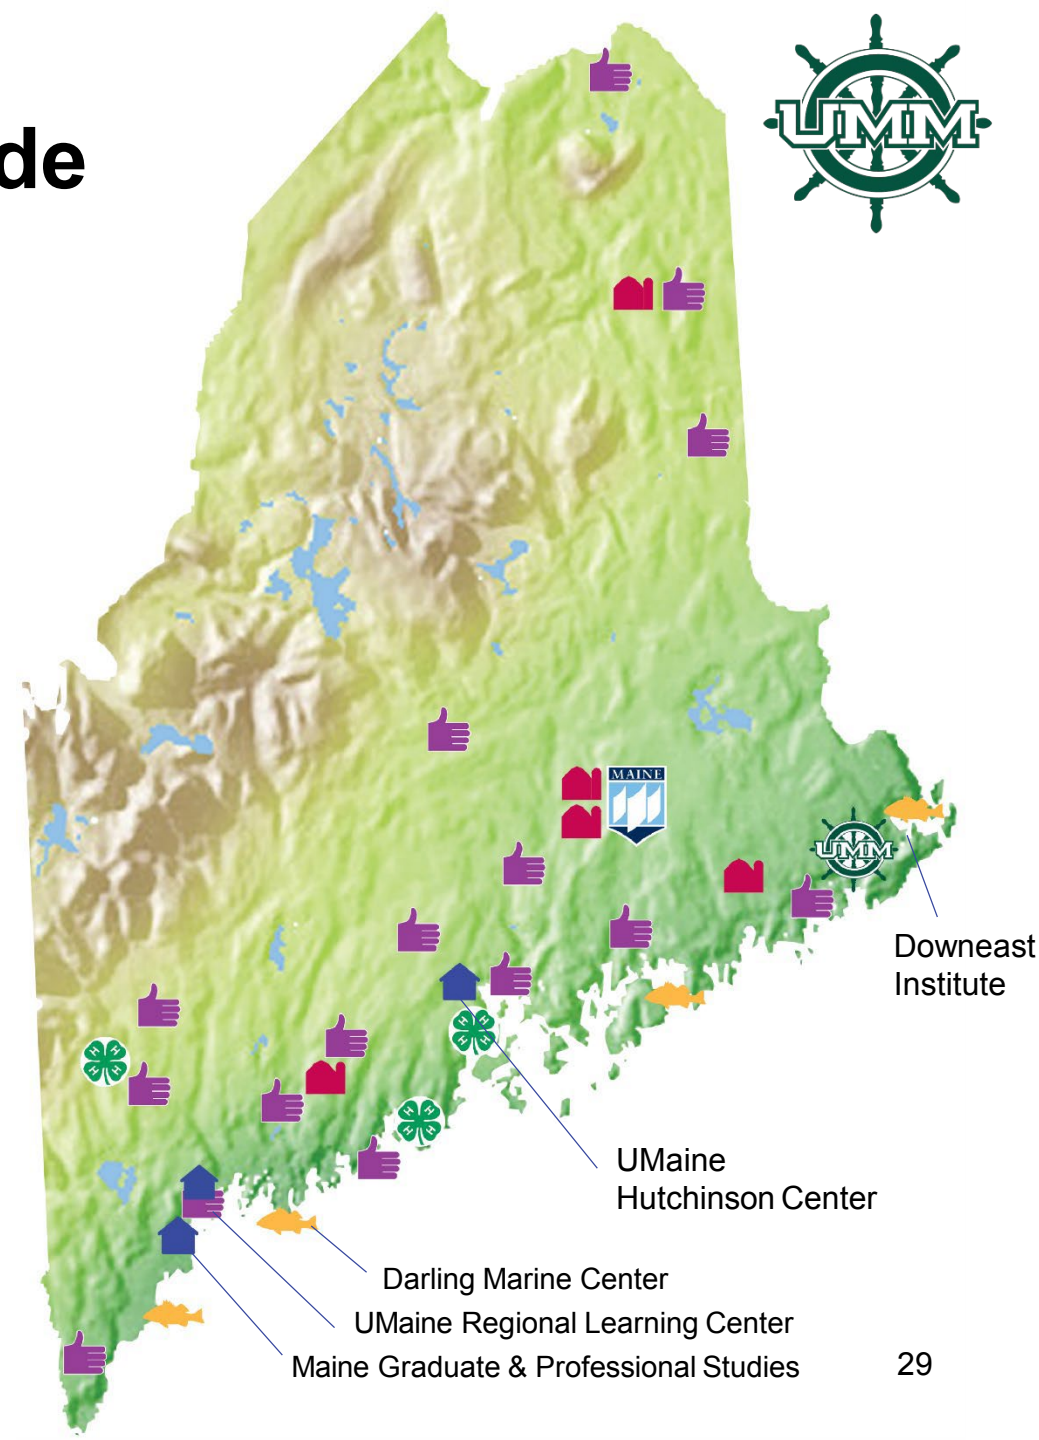 de
UMM
MAINE
UMM
Downeast
Institute
UMaine
Hutchinson Center
Darling Marine Center
UMaine Regional Learning Center
Maine Graduate & Professional Studies
29
H H
H H
H H
H H
H H
H H